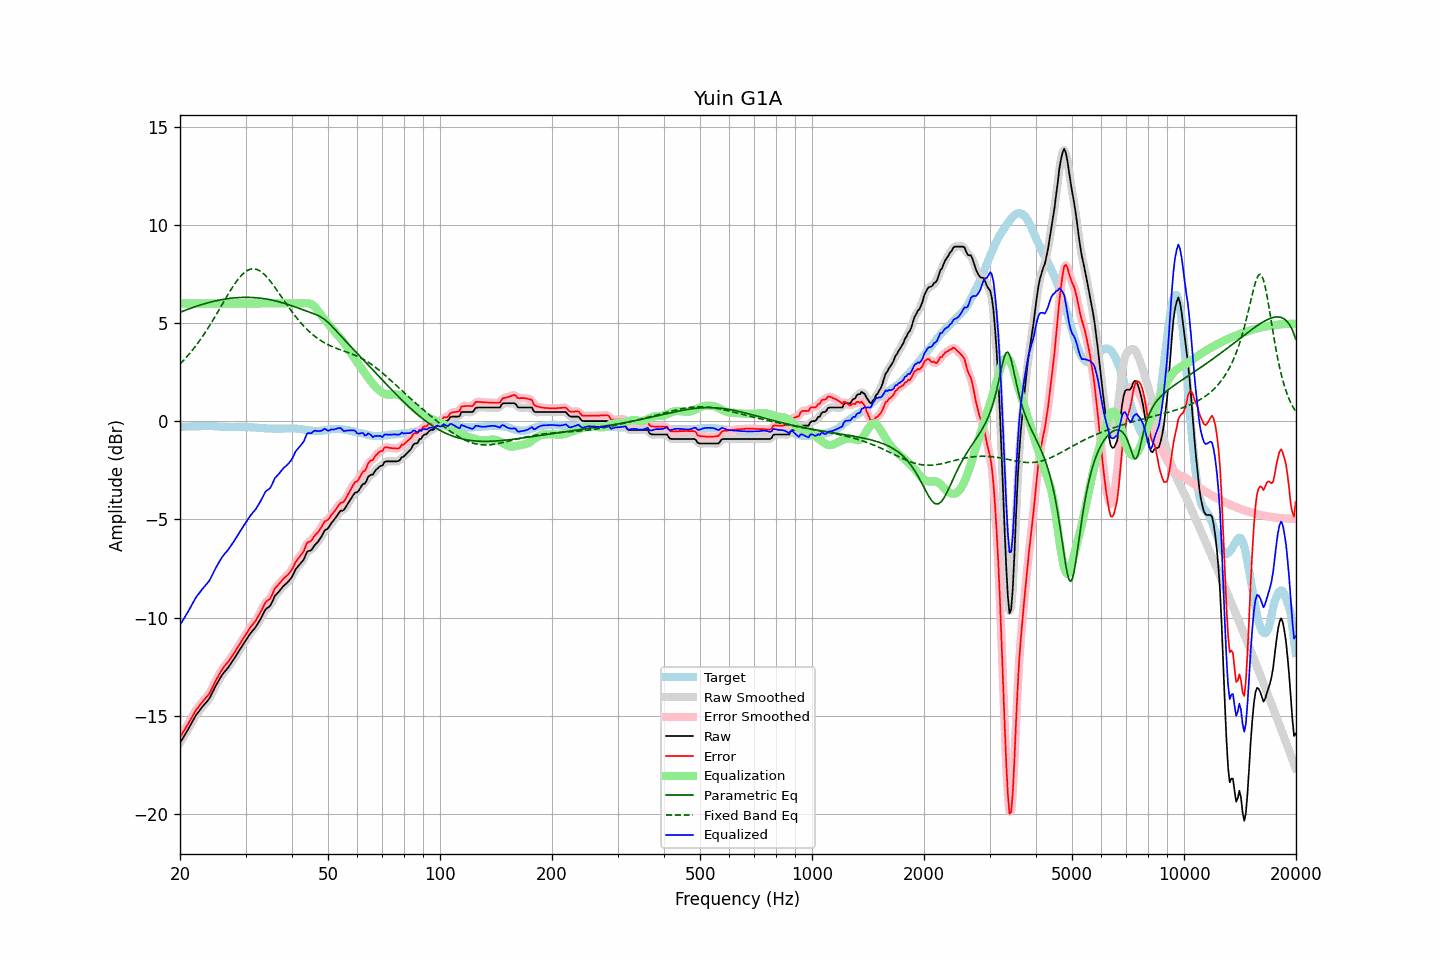 Yuin G1A
Amplitude (dBr)
15
10
5
0
−5
−10
−15
−20
20
50
100
200
500
1000
2000
5000
10000
20000
Frequency (Hz)
Target
Raw Smoothed
Error Smoothed
Raw
Error
Equalization
Parametric Eq
Fixed Band Eq
Equalized